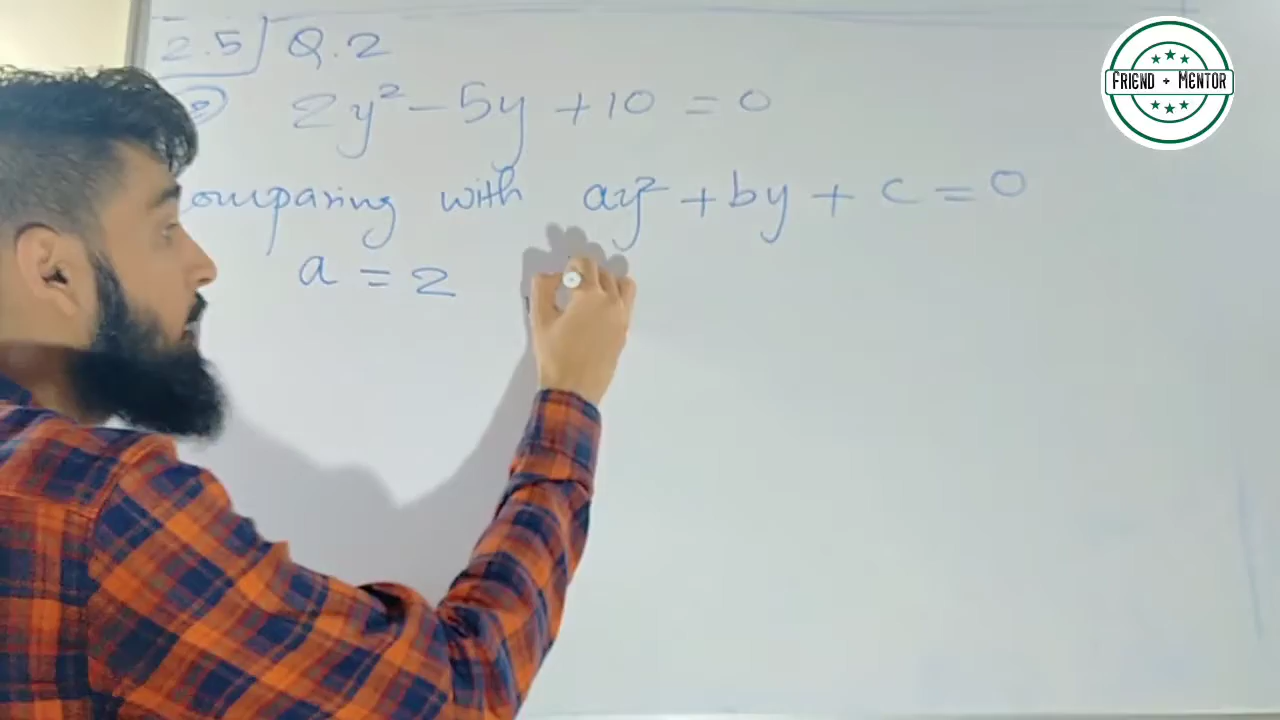 2.5 Q.2
2y² - 5y + 10 = 0
omparing with ay² + by + c = 0
a = 2
FRIEND + MENTOR